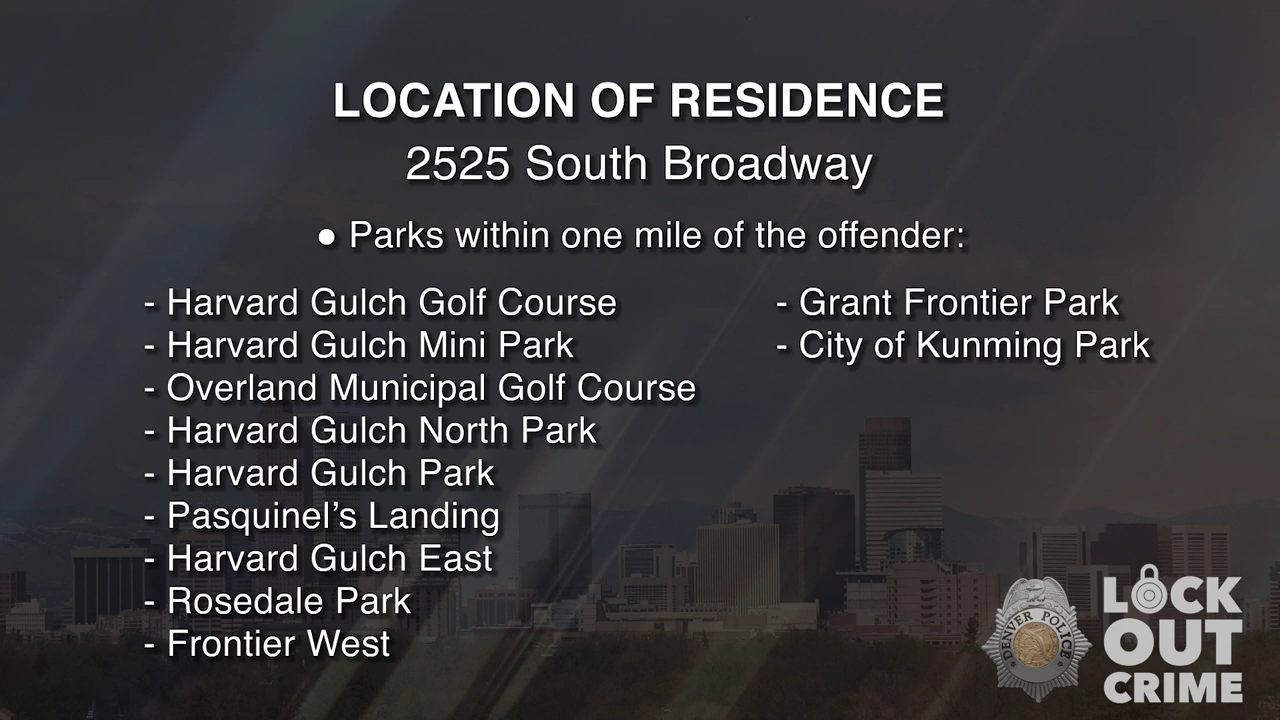 LOCATION OF RESIDENCE
2525 South Broadway
● Parks within one mile of the offender:
- Harvard Gulch Golf Course
- Harvard Gulch Mini Park
- Overland Municipal Golf Course
- Harvard Gulch North Park
- Harvard Gulch Park
- Pasquinel’s Landing
- Harvard Gulch East
- Rosedale Park
- Frontier West
- Grant Frontier Park
- City of Kunming Park
DENVER POLICE
LOCK
OUT
CRIME